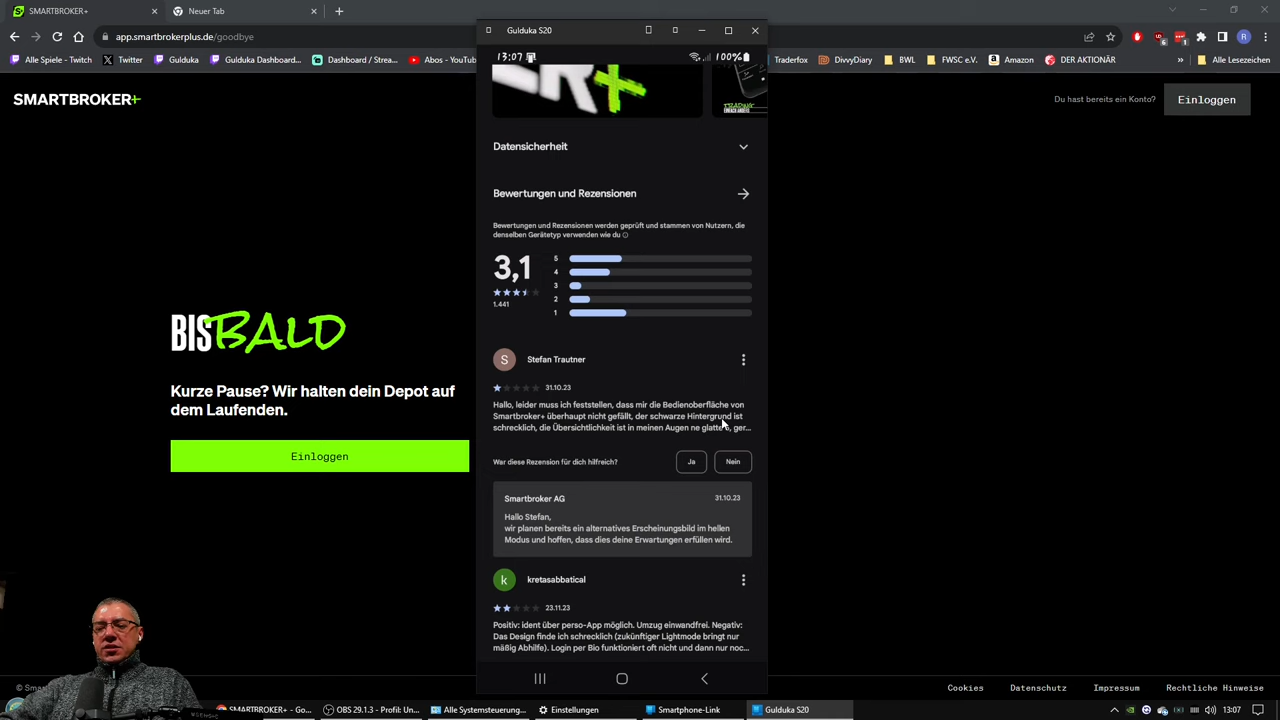 SMARTBROKER+
Neue Tab
app.smartbrokerplus.de/goodbye
Alle Spiele - Twitch
Twitter
Gulduka
Gulduka Dashboard...
Dashboard / Strea...
Abos - YouTul
Traderfox
DivvyDiary
BWL
FWSC e.V.
Amazon
DER AKTIONÄR
Alle Lesezeichen
SMARTBROKER+
Du hast bereits ein Konto?
Einloggen
BIS BALD
Kurze Pause? Wir halten dein Depot auf
dem Laufenden.
Einloggen
Gulduka S20
13:07
100%
ER+
Datensicherheit
Bewertungen und Rezensionen
Bewertungen und Rezensionen werden geprüft und stammen von Nutzern, die
denselben Gerätetyp verwenden wie du
3,1
1.441
5
4
3
2
1
S
Stefan Trautner
31.10.23
Hallo, leider muss ich feststellen, dass mir die Bedienoberfläche von
Smartbroker+ überhaupt nicht gefällt, der schwarze Hintergrund ist
schrecklich, die Übersichtlichkeit ist in meinen Augen ne glatte 5, ger...
War diese Rezension für dich hilfreich?
Ja
Nein
Smartbroker AG
31.10.23
Hallo Stefan,
wir planen bereits ein alternatives Erscheinungsbild im hellen
Modus und hoffen, dass dies deine Erwartungen erfüllen wird.
k
kretasabbatical
23.11.23
Positiv: ident über perso-App möglich. Umzug einwandfrei. Negativ:
Das Design finde ich schrecklich (zukünftiger Lightmode bringt nur
mäßig Abhilfe). Login per Bio funktioniert oft nicht und dann nur noc...
Cookies
Datenschutz
Impressum
Rechtliche Hinweise
SMARTBROKER+ - Go...
OBS 29.1.3 - Profil: Un...
Alle Systemsteuerung...
Einstellungen
Smartphone-Link
Gulduka S20
13:07